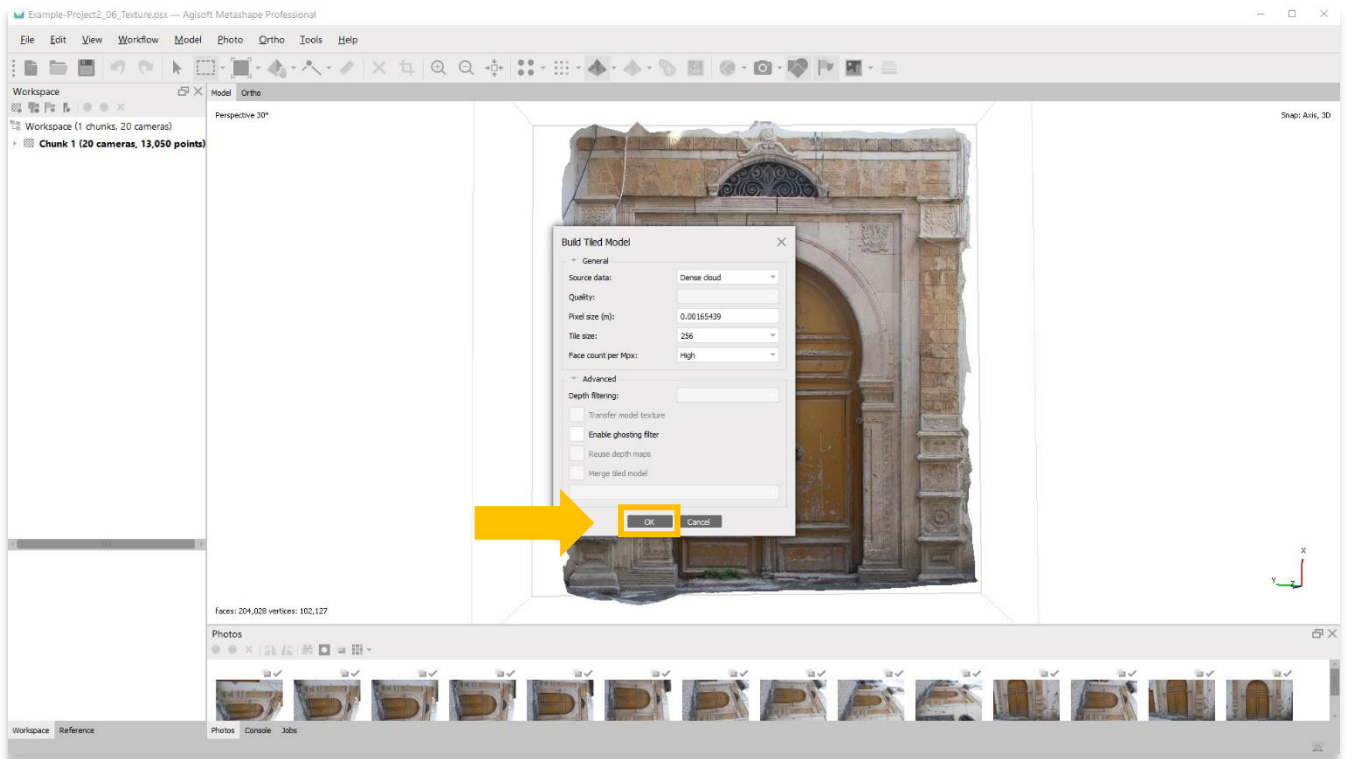 Example-Project2_06_Texture.psx — Agisoft Metashape Professional
File Edit View Workflow Model Photo Ortho Tools Help
Workspace
Workspace (1 chunks, 20 cameras)
Chunk 1 (20 cameras, 13,050 points)
Model Ortho
Perspective 30°
Snap: Axis, 3D
Build Tiled Model
General
Source data: Dense cloud
Quality:
Pixel size (m): 0.00165439
Tile size: 256
Face count per Mpx: High
Advanced
Depth filtering:
Transfer model texture
Enable ghosting filter
Reuse depth maps
Merge tiled model
OK Cancel
X
Y Z
faces: 204,028 vertices: 102,127
Photos
Workspace Reference
Photos Console Jobs